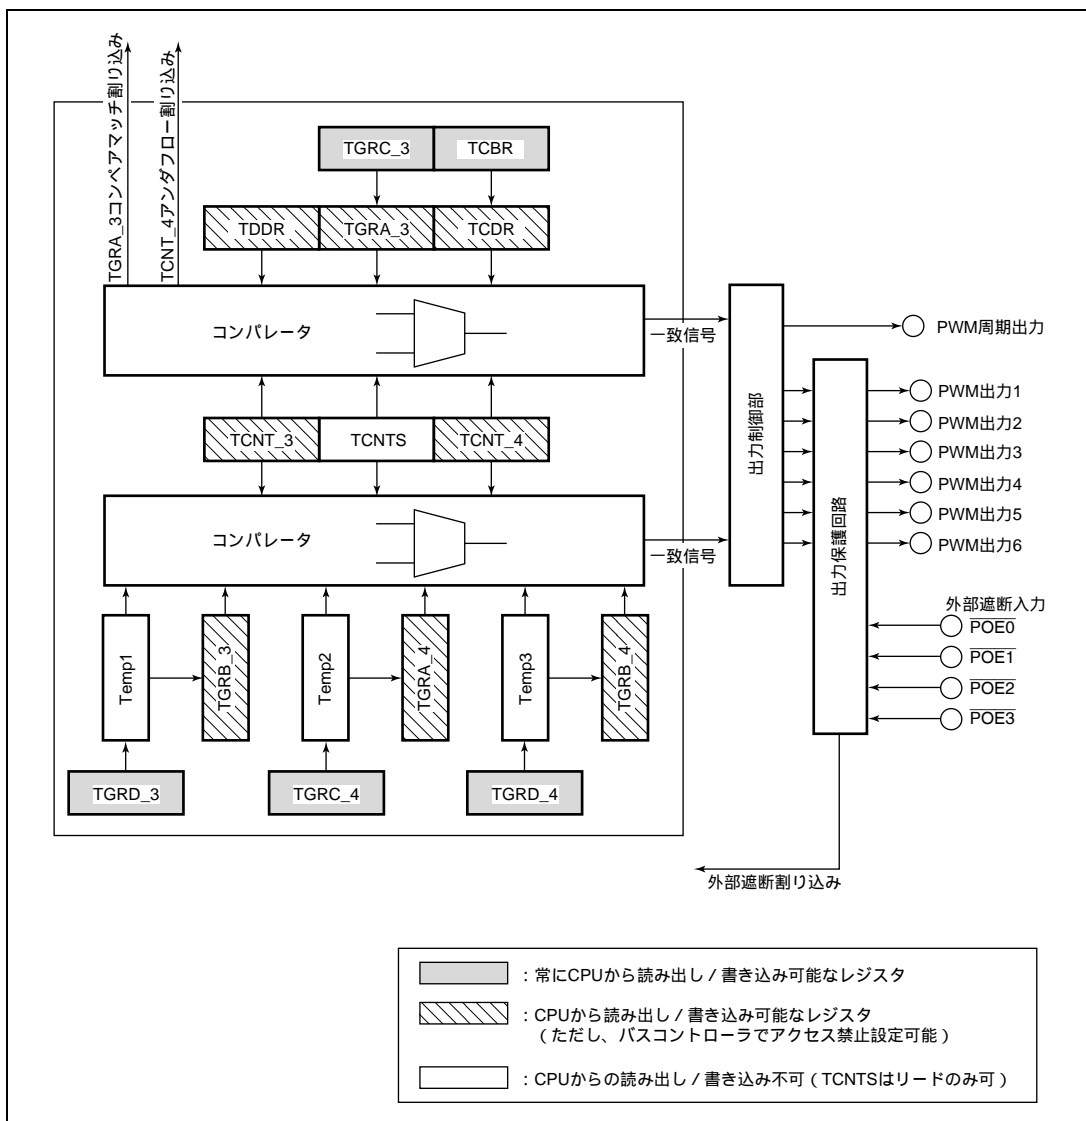 TGRA_3コンペアマッチ割り込み
TCNT_4アンダフロー割り込み
TGRC_3
TCBR
TDDR
TGRA_3
TCDR
コンパレータ
一致信号
TCNT_3
TCNTS
TCNT_4
コンパレータ
一致信号
Temp1
TGRB_3
Temp2
TGRA_4
Temp3
TGRB_4
TGRD_3
TGRC_4
TGRD_4
出力制御部
出力保護回路
PWM周期出力
PWM出力1
PWM出力2
PWM出力3
PWM出力4
PWM出力5
PWM出力6
外部遮断入力
POE0
POE1
POE2
POE3
外部遮断割り込み
：常にCPUから読み出し / 書き込み可能なレジスタ
：CPUから読み出し / 書き込み可能なレジスタ
（ただし、バスコントローラでアクセス禁止設定可能）
：CPUからの読み出し / 書き込み不可（TCNTSはリードのみ可）